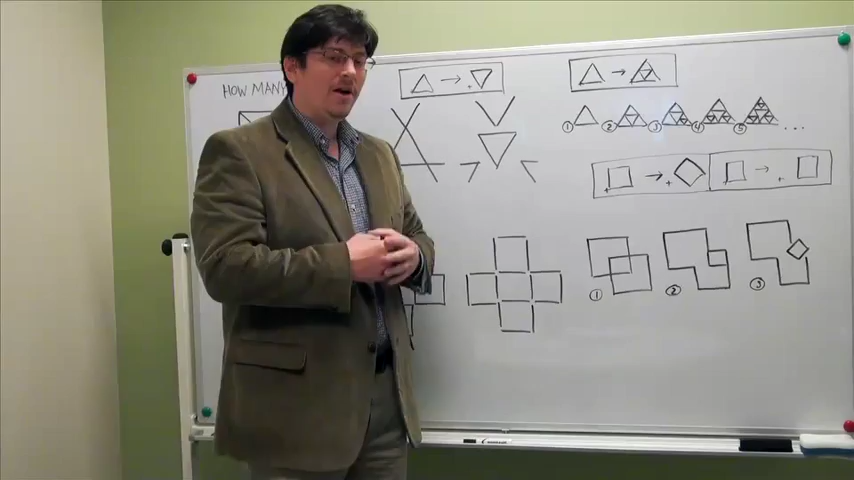 HOW MANY
① ② ③ ④ ⑤ ....
① ② ③